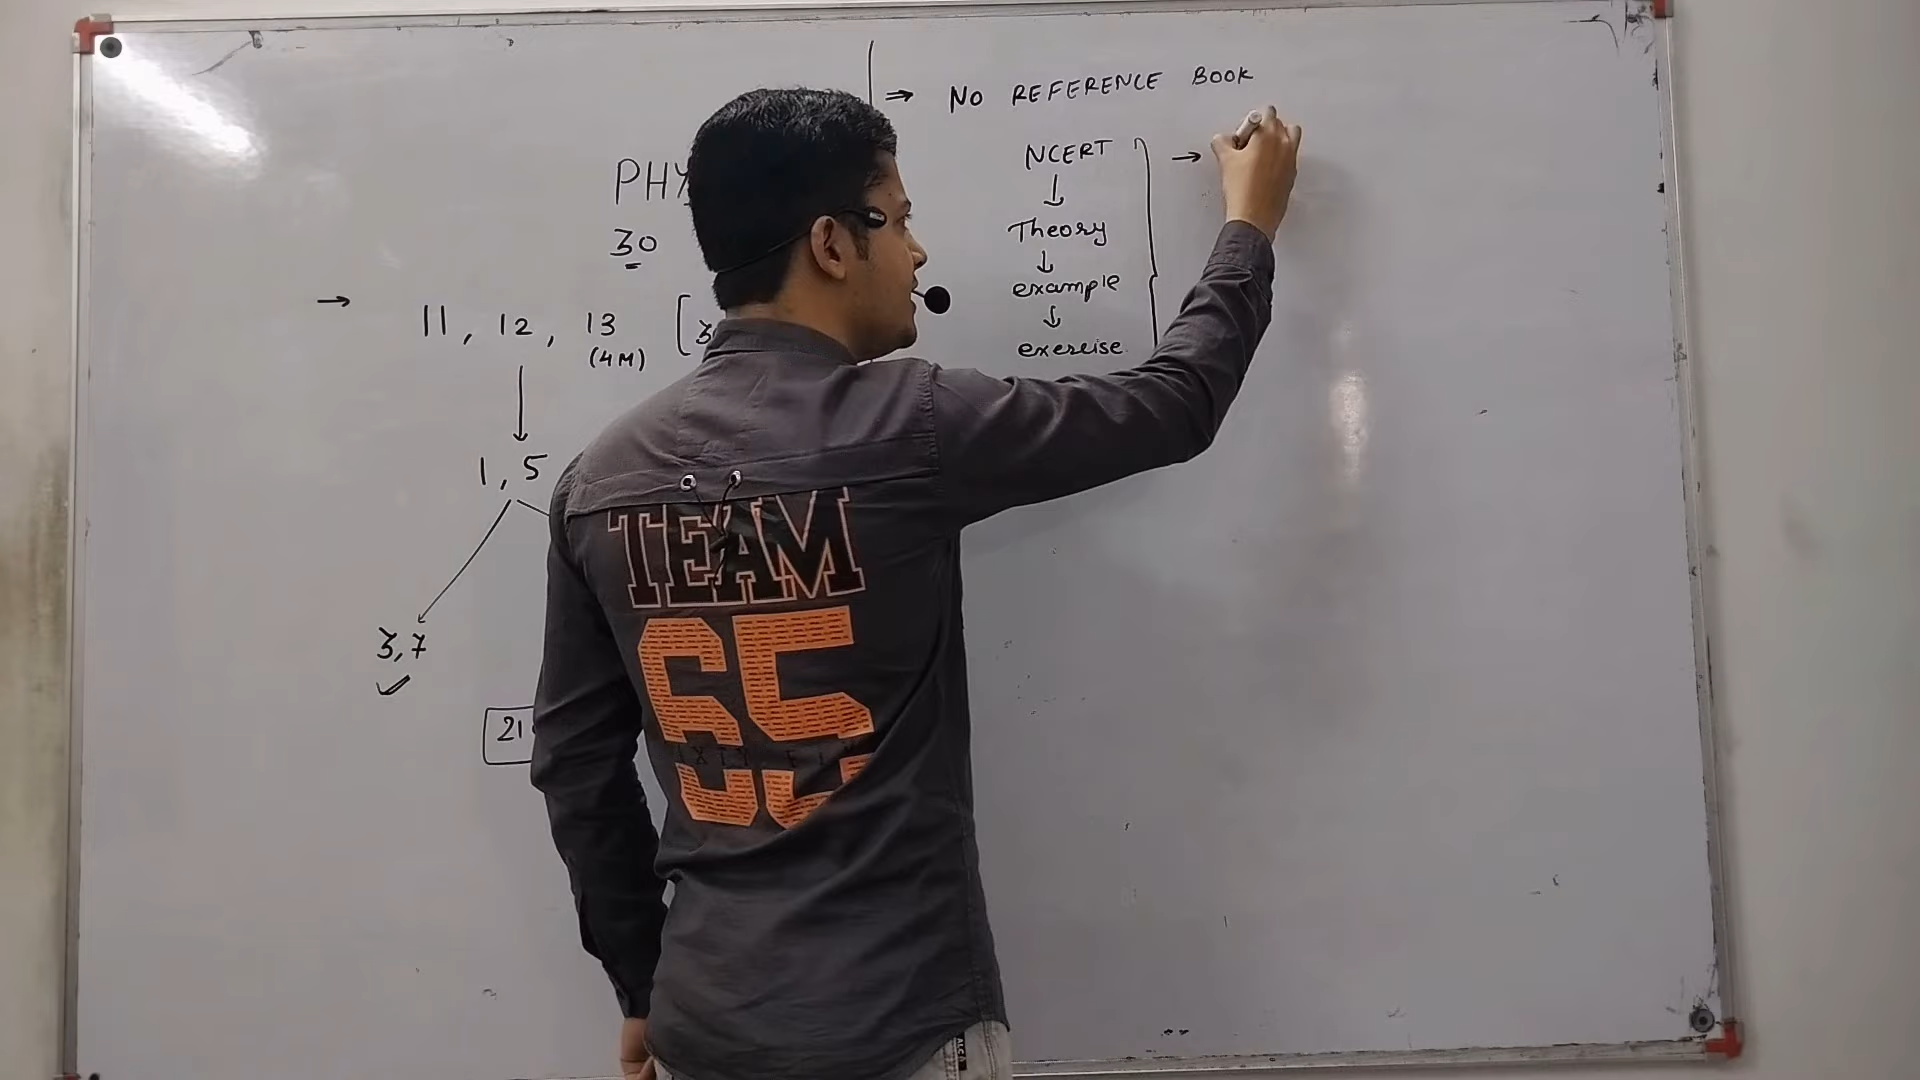 ⇒ NO REFERENCE BOOK
PHY
30
→ 11, 12, 13 [3
(4M)
1, 5
3, 7
21
NCERT →
↓
Theory
↓
example
↓
exercise
TEAM
65